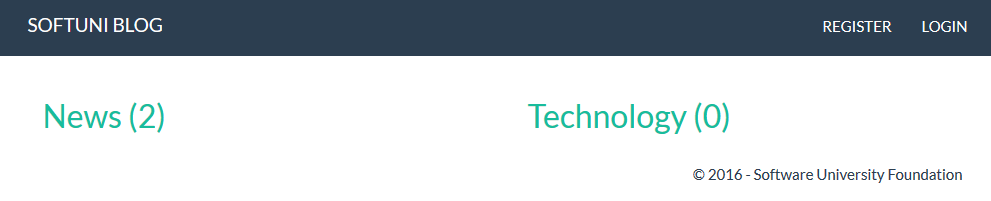 SOFTUNI BLOG REGISTER LOGIN
News (2) Technology (0)
© 2016 - Software University Foundation